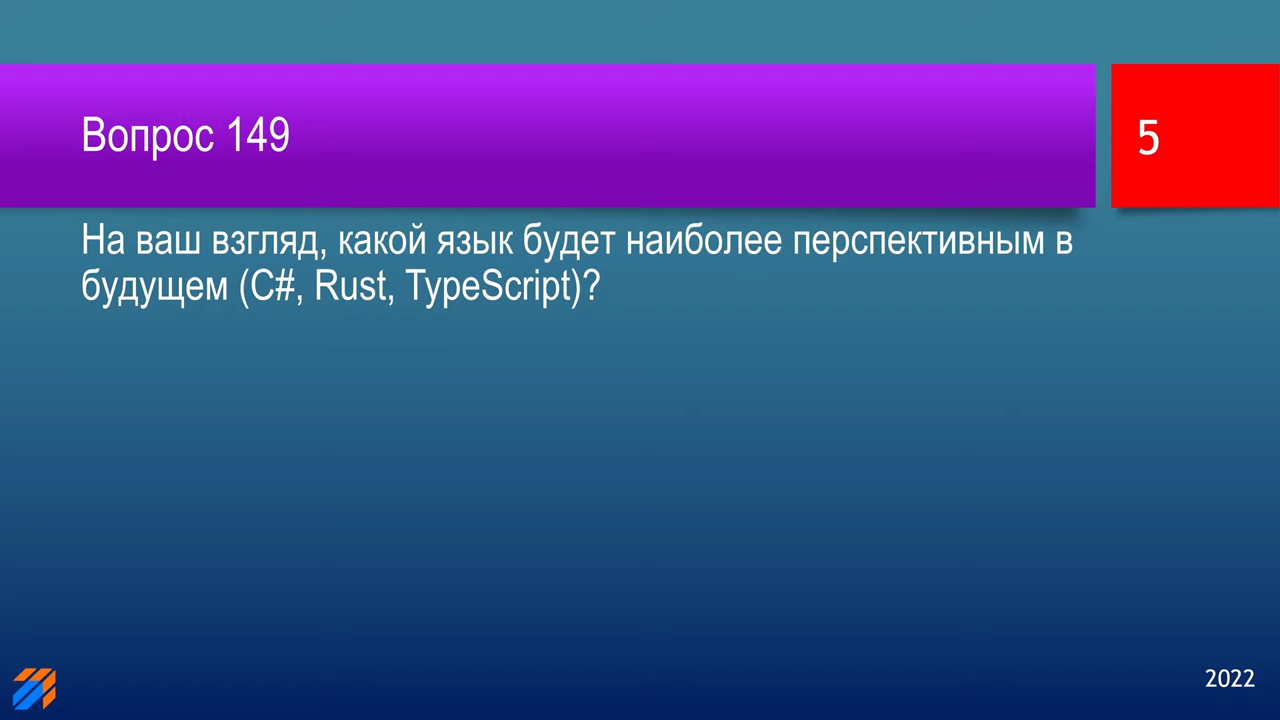 Вопрос 149
5
На ваш взгляд, какой язык будет наиболее перспективным в
будущем (C#, Rust, TypeScript)?
2022